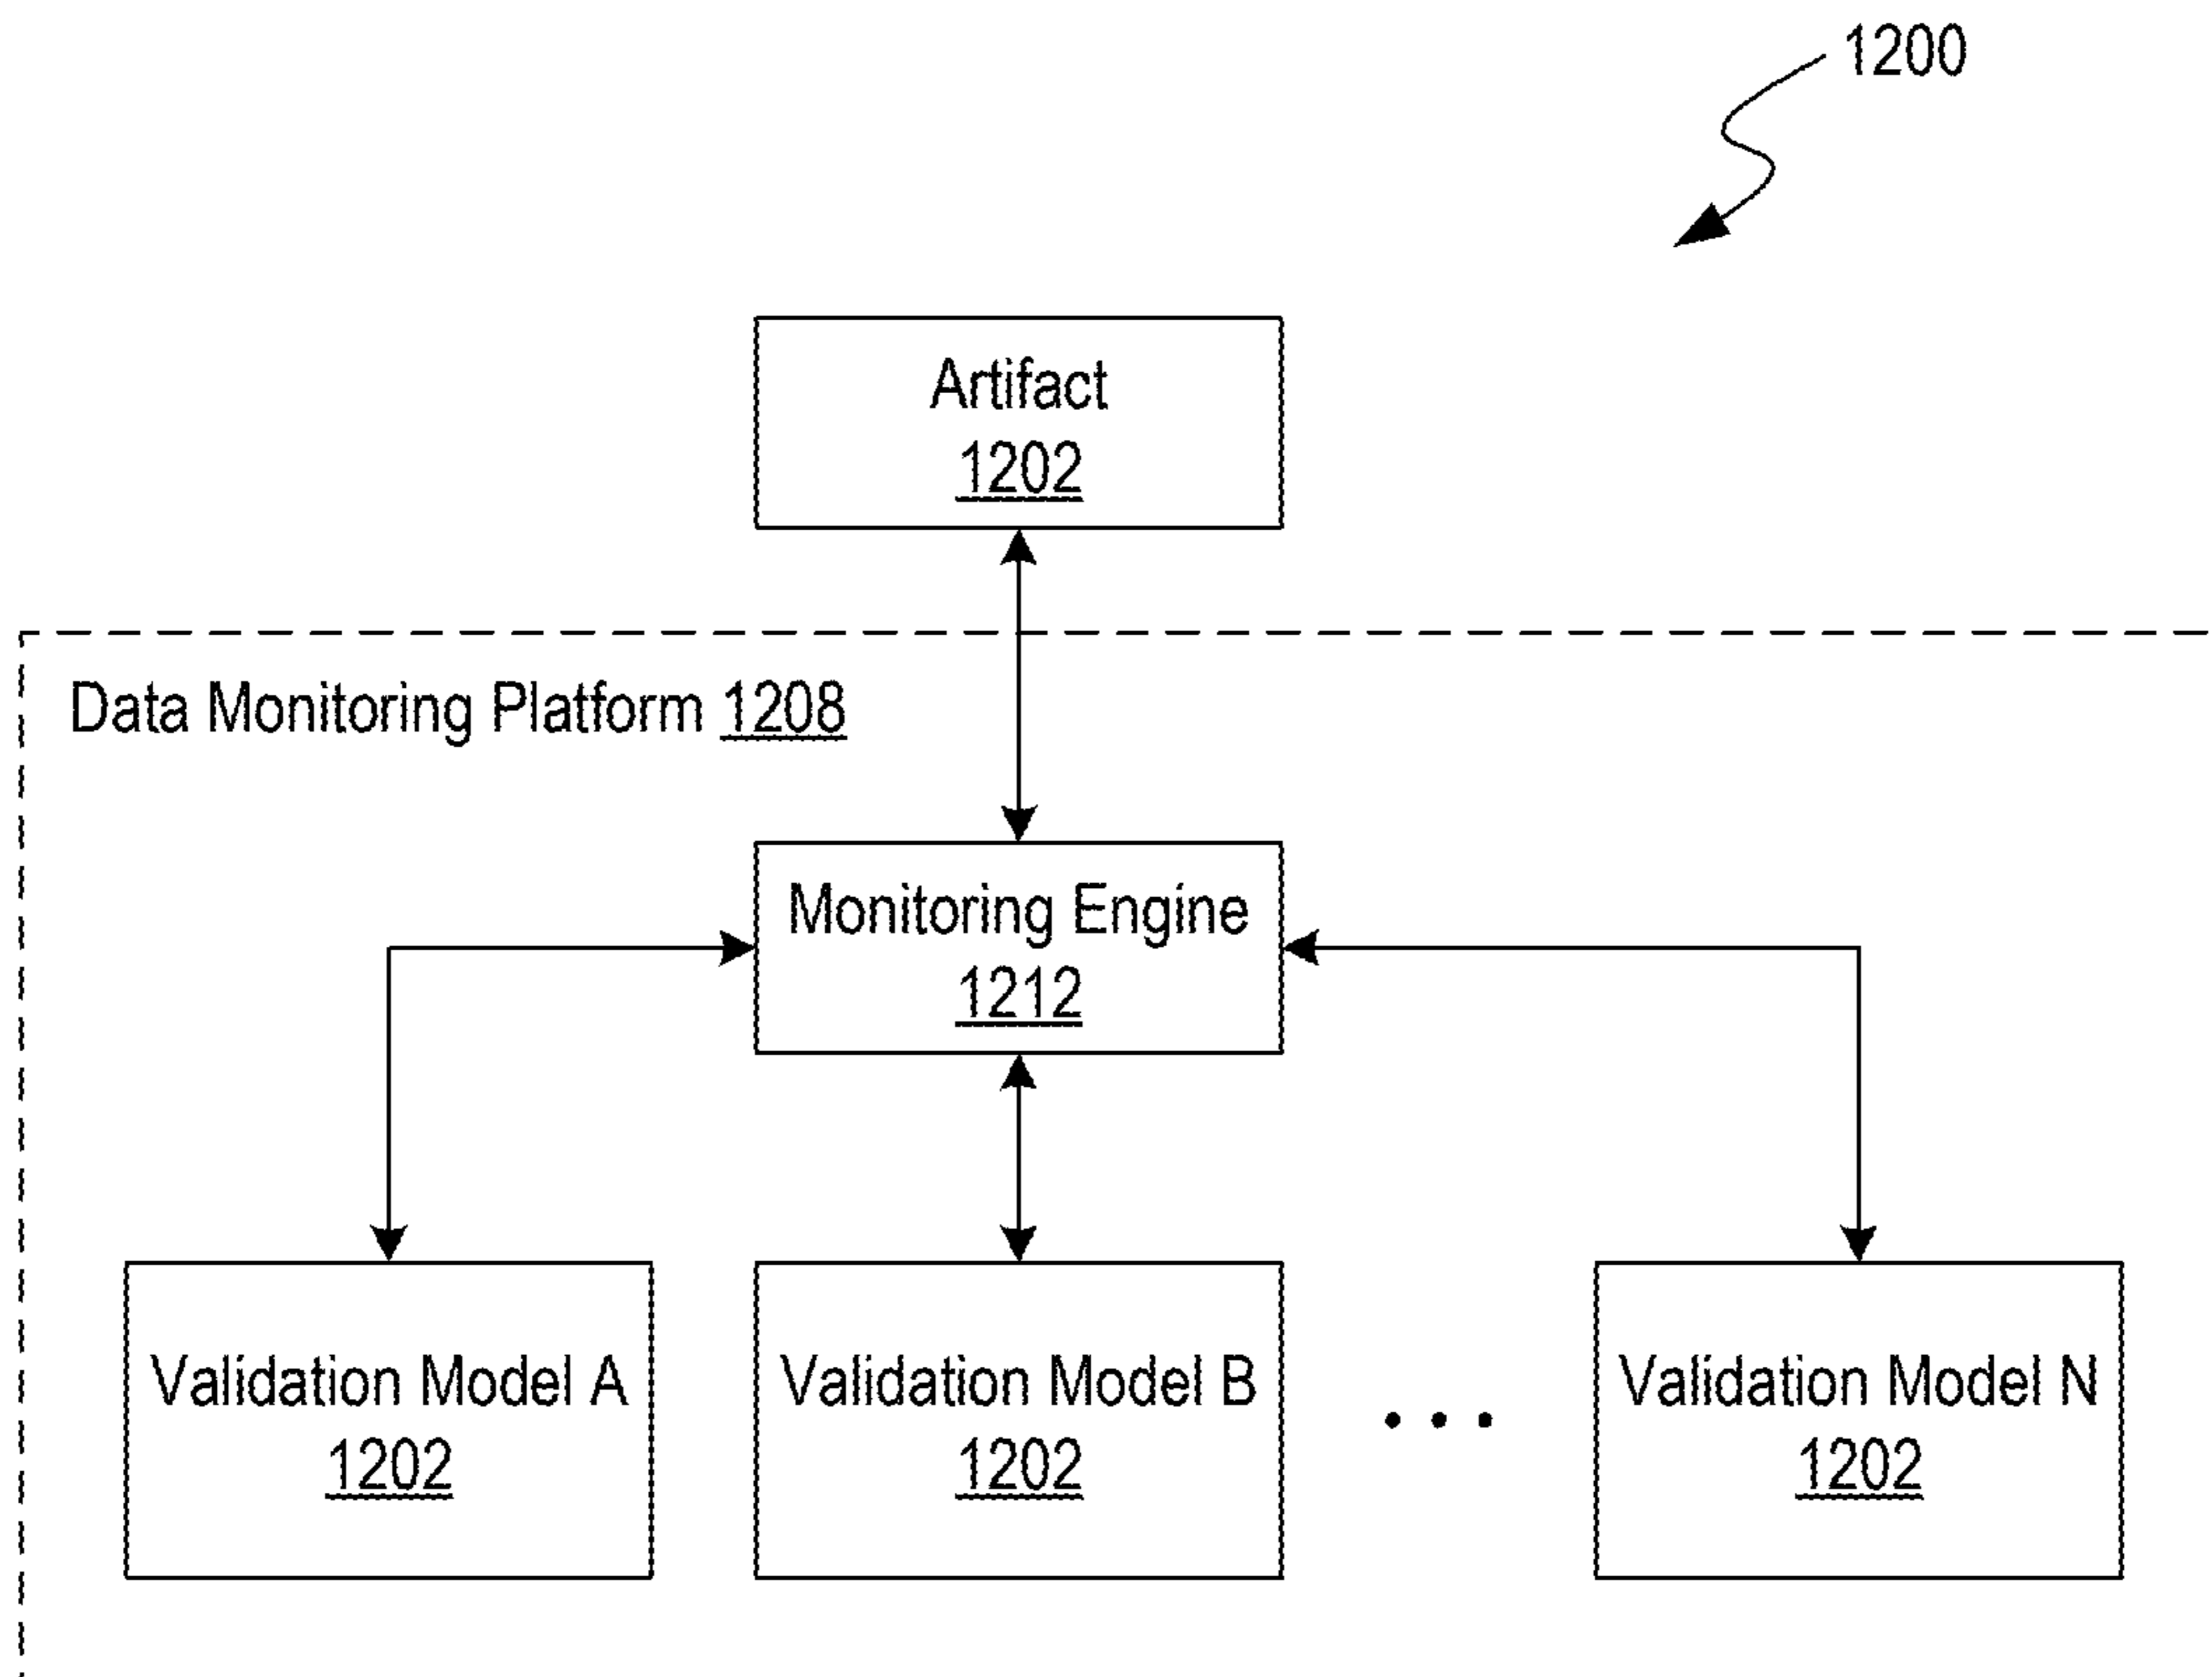 1200
Artifact
1202
Data Monitoring Platform 1208
Monitoring Engine
1212
Validation Model A
1202
Validation Model B
1202
• • •
Validation Model N
1202